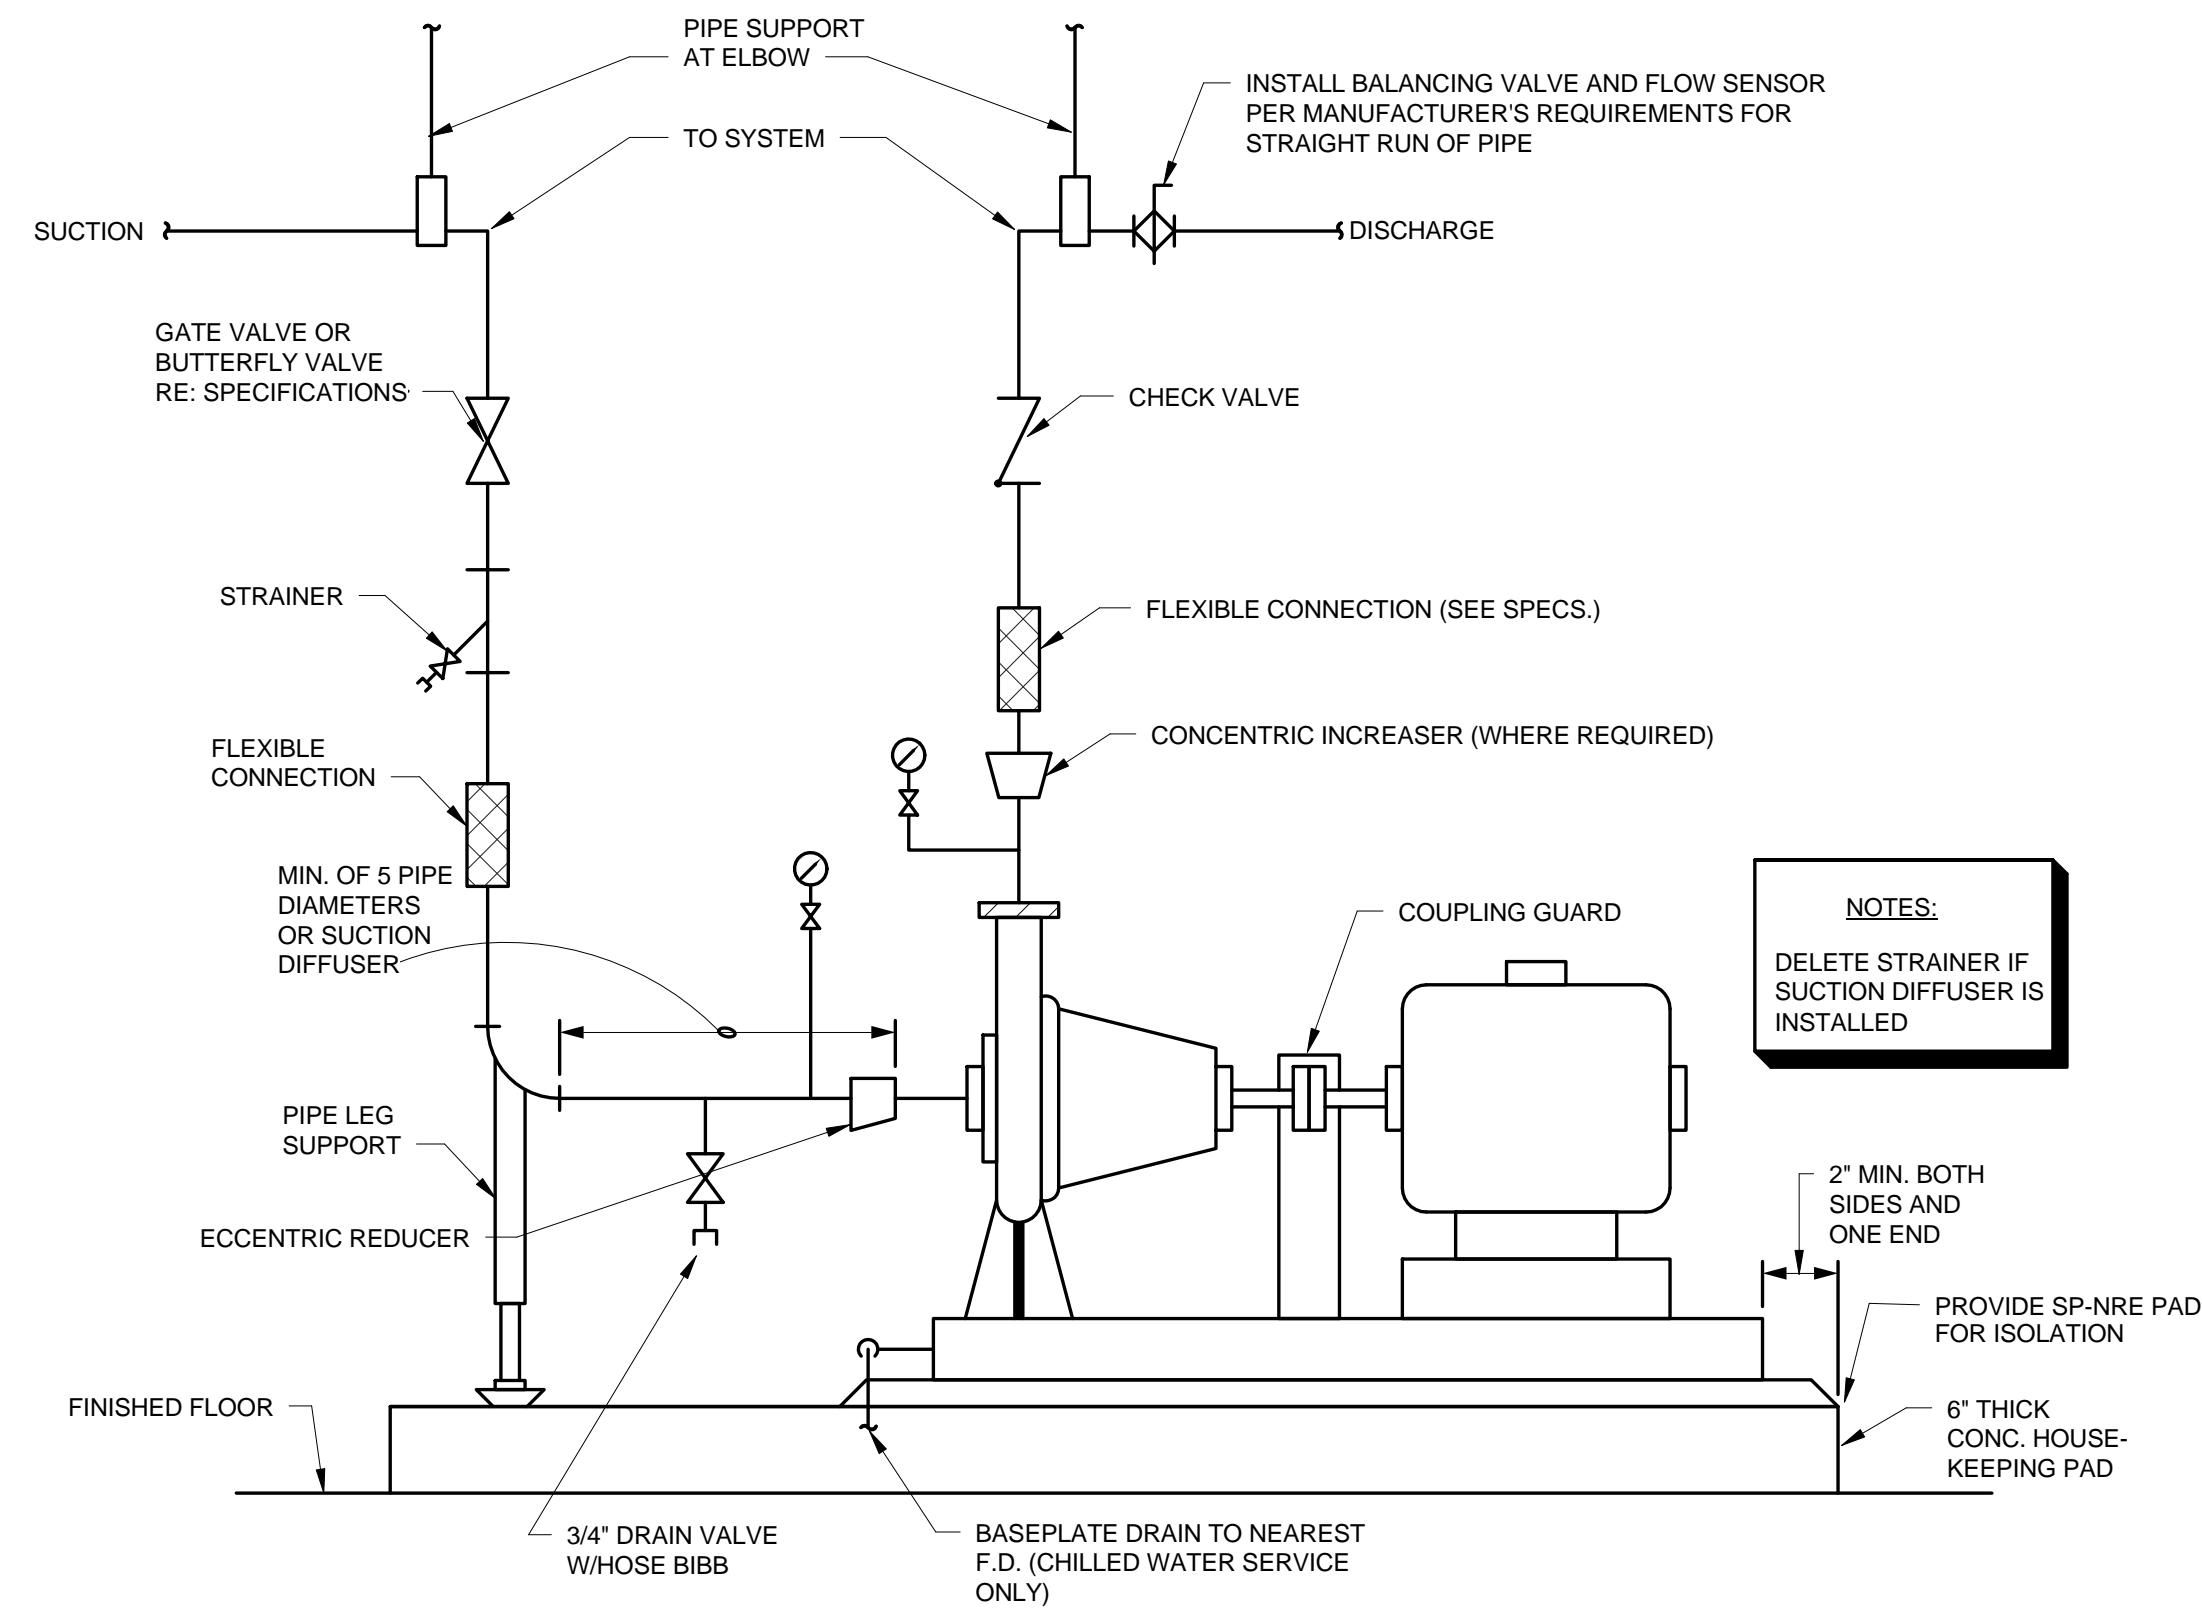 PIPE SUPPORT
AT ELBOW
INSTALL BALANCING VALVE AND FLOW SENSOR
PER MANUFACTURER'S REQUIREMENTS FOR
STRAIGHT RUN OF PIPE
TO SYSTEM
SUCTION
DISCHARGE
GATE VALVE OR
BUTTERFLY VALVE
RE: SPECIFICATIONS
CHECK VALVE
STRAINER
FLEXIBLE CONNECTION (SEE SPECS.)
FLEXIBLE
CONNECTION
CONCENTRIC INCREASER (WHERE REQUIRED)
MIN. OF 5 PIPE
DIAMETERS
OR SUCTION
DIFFUSER
COUPLING GUARD
NOTES:
DELETE STRAINER IF
SUCTION DIFFUSER IS
INSTALLED
PIPE LEG
SUPPORT
2" MIN. BOTH
SIDES AND
ONE END
ECCENTRIC REDUCER
PROVIDE SP-NRE PAD
FOR ISOLATION
FINISHED FLOOR
6" THICK
CONC. HOUSE-
KEEPING PAD
3/4" DRAIN VALVE
W/HOSE BIBB
BASEPLATE DRAIN TO NEAREST
F.D. (CHILLED WATER SERVICE
ONLY)